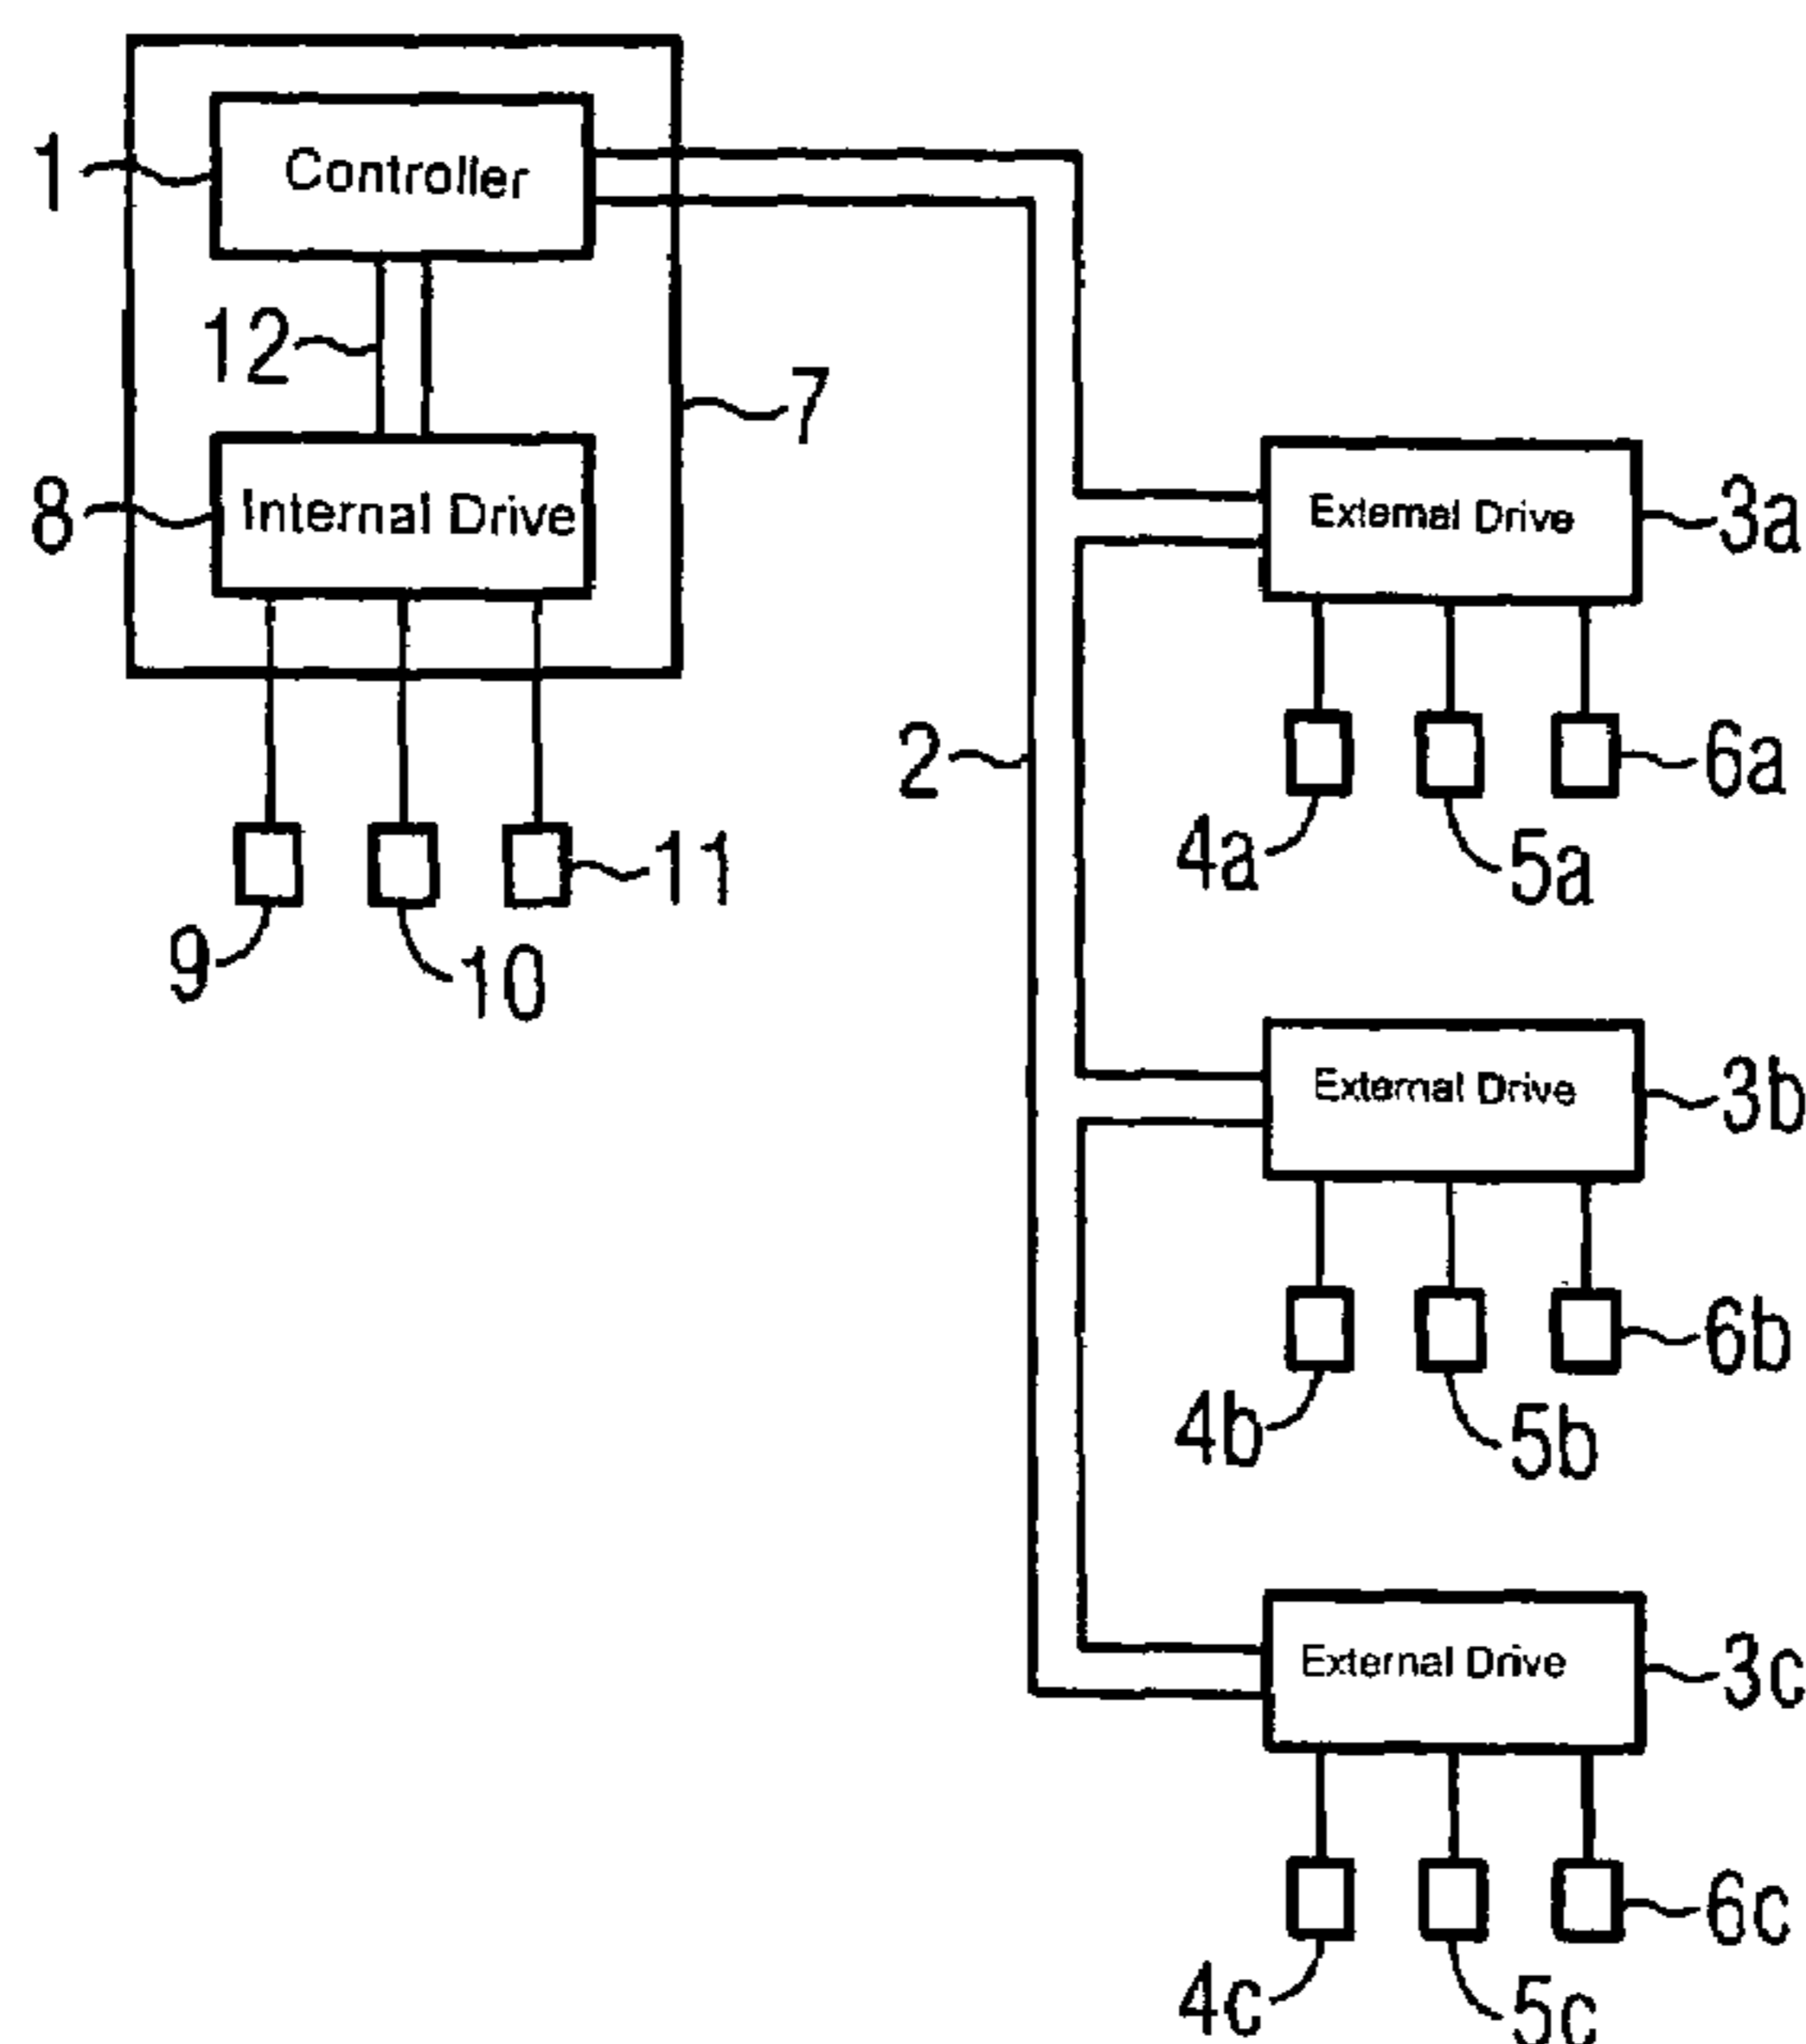 1
Controller
12
7
8
Internal Drive
External Drive
3a
2
6a
4a
5a
11
9
10
External Drive
3b
6b
4b
5b
External Drive
3c
6c
4c
5c